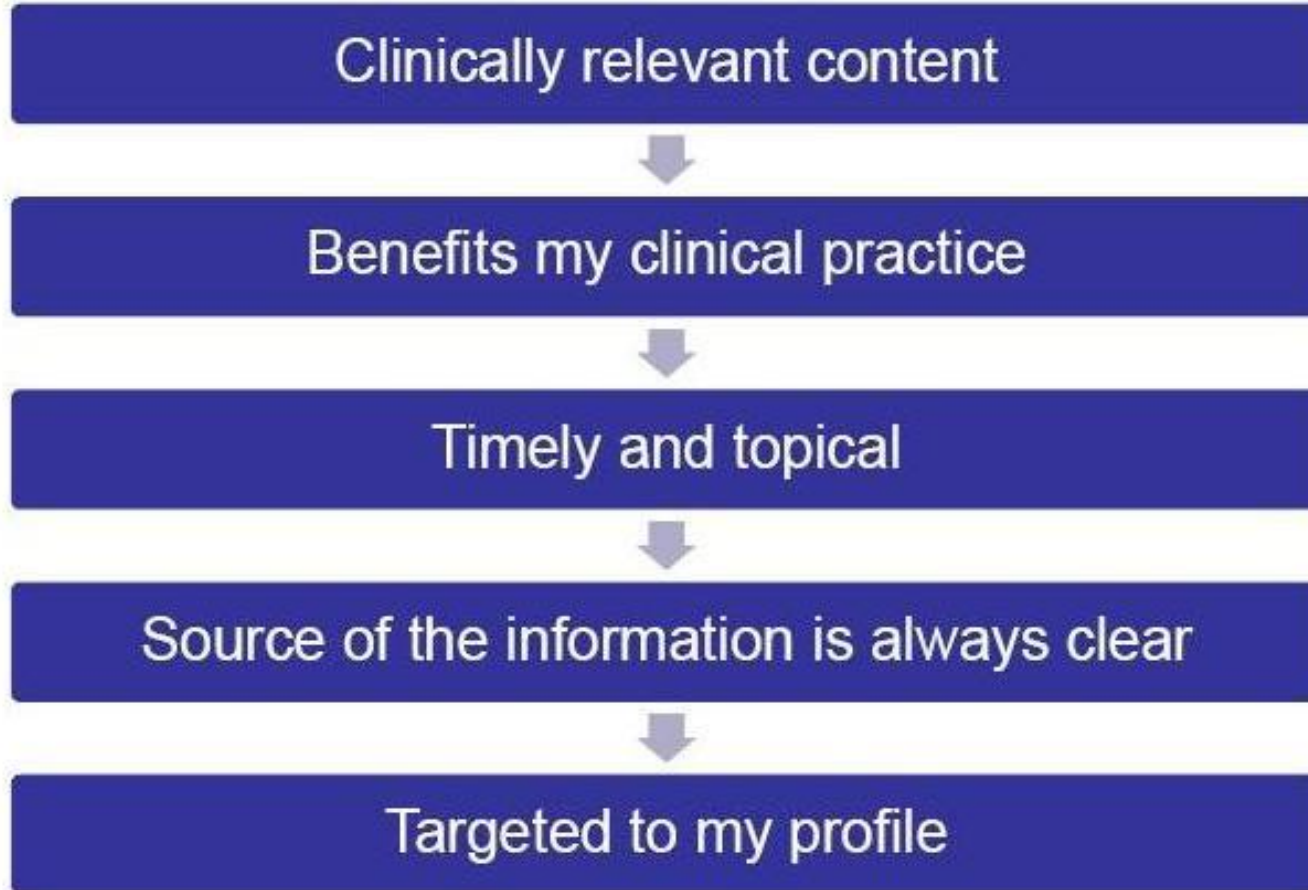 Clinically relevant content
Benefits my clinical practice
Timely and topical
Source of the information is always clear
Targeted to my profile